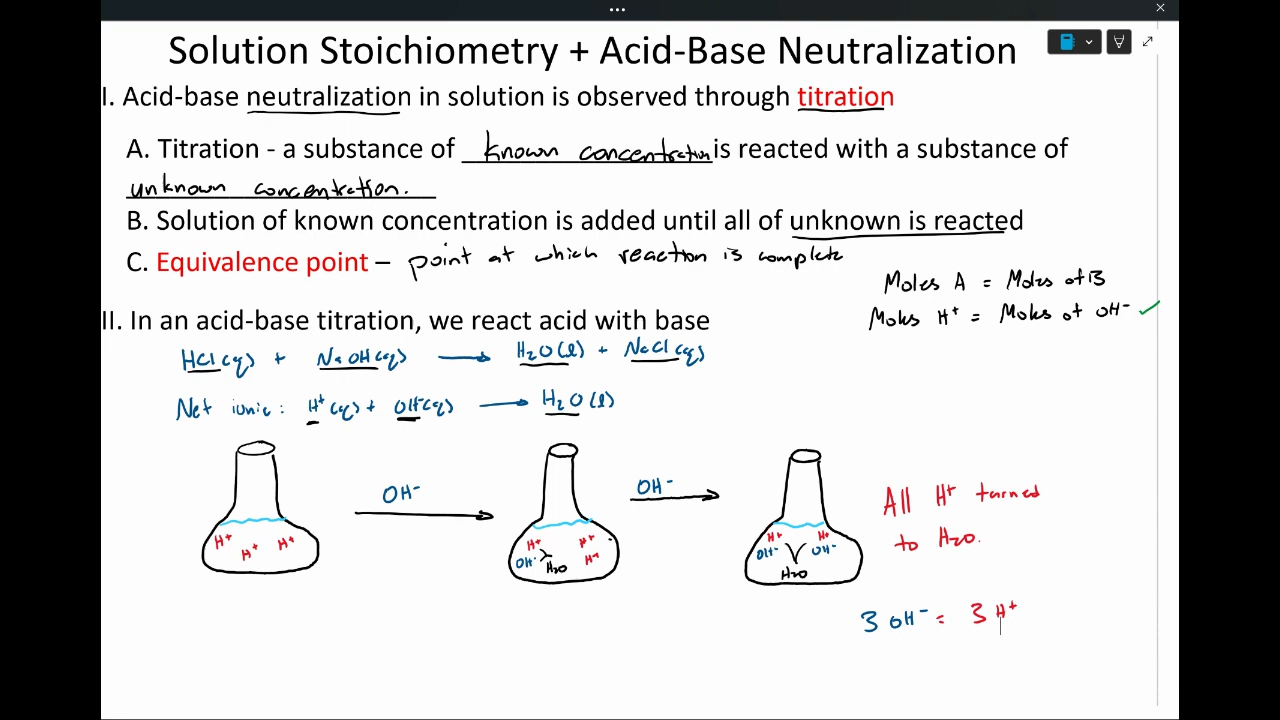 Solution Stoichiometry + Acid-Base Neutralization
I. Acid-base neutralization in solution is observed through titration
A. Titration - a substance of known concentration is reacted with a substance of
unknown concentration.
B. Solution of known concentration is added until all of unknown is reacted
C. Equivalence point – point at which reaction is complete
Moles A = Moles of B
Moles H⁺ = Moles of OH⁻ ✓
II. In an acid-base titration, we react acid with base
HCl(aq) + NaOH(aq) ⟶ H₂O(l) + NaCl(aq)
Net ionic: H⁺(aq) + OH⁻(aq) ⟶ H₂O(l)
OH⁻
OH⁻
H⁺ H⁺ H⁺
H⁺ H⁺
OH⁻ H⁺
H₂O
H⁺ H⁺
OH⁻ OH⁻
H₂O
All H⁺ turned
to H₂O.
3 OH⁻ = 3 H⁺